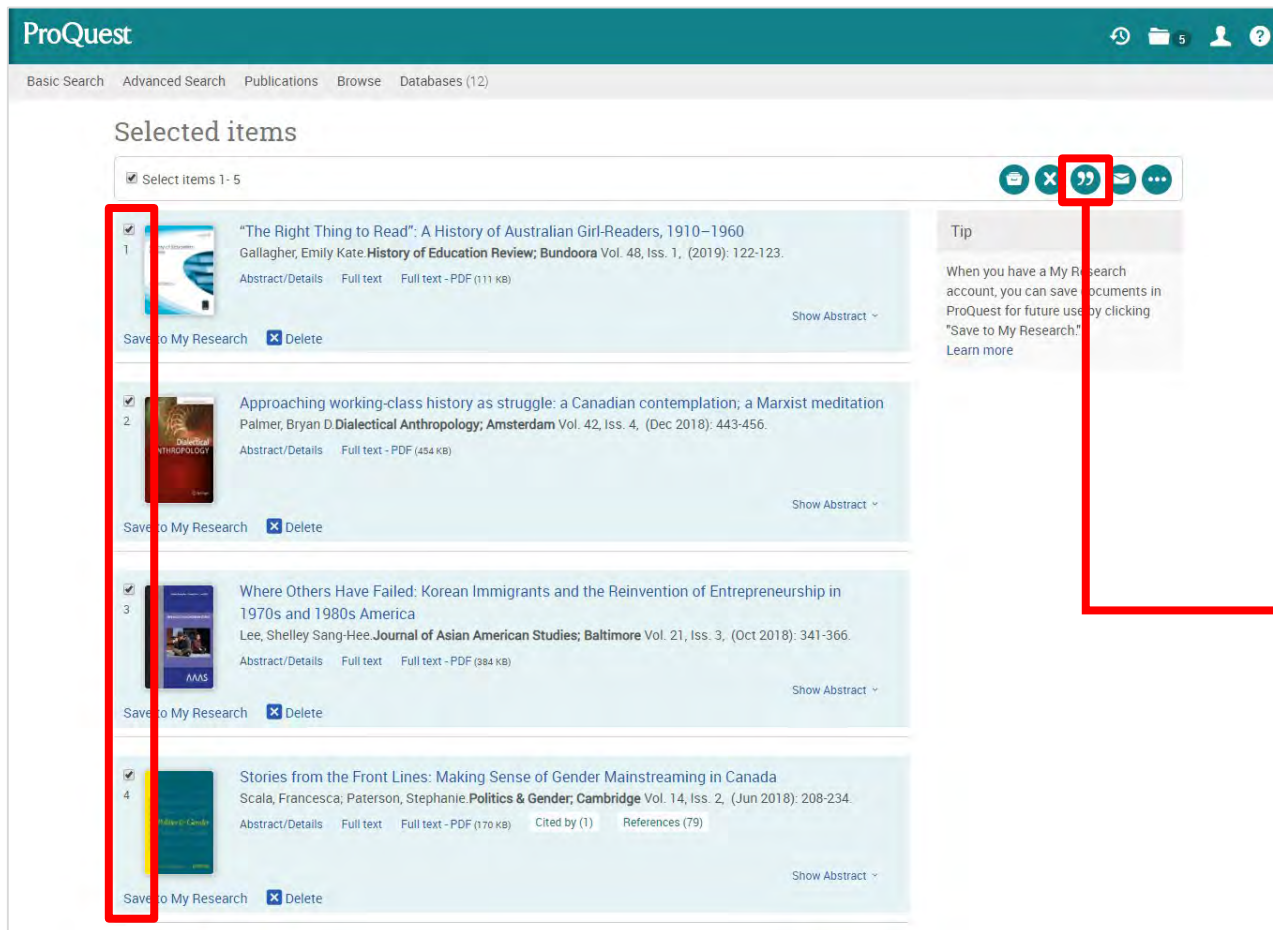 ProQuest
5
?
Basic Search Advanced Search Publications Browse Databases (12)
Selected items
Select items 1- 5
1
"The Right Thing to Read": A History of Australian Girl-Readers, 1910–1960
Gallagher, Emily Kate.History of Education Review; Bundoora Vol. 48, Iss. 1, (2019): 122-123.
Abstract/Details Full text Full text - PDF (111 KB)
Show Abstract
Save to My Research Delete
Tip
When you have a My Research
account, you can save documents in
ProQuest for future use by clicking
"Save to My Research."
Learn more
2
Dialectical
ANTHROPOLOGY
Approaching working-class history as struggle: a Canadian contemplation; a Marxist meditation
Palmer, Bryan D.Dialectical Anthropology; Amsterdam Vol. 42, Iss. 4, (Dec 2018): 443-456.
Abstract/Details Full text - PDF (454 KB)
Show Abstract
Save to My Research Delete
3
AAAS
Where Others Have Failed: Korean Immigrants and the Reinvention of Entrepreneurship in
1970s and 1980s America
Lee, Shelley Sang-Hee.Journal of Asian American Studies; Baltimore Vol. 21, Iss. 3, (Oct 2018): 341-366.
Abstract/Details Full text Full text - PDF (384 KB)
Show Abstract
Save to My Research Delete
4
Politics & Gender
Stories from the Front Lines: Making Sense of Gender Mainstreaming in Canada
Scala, Francesca; Paterson, Stephanie.Politics & Gender; Cambridge Vol. 14, Iss. 2, (Jun 2018): 208-234.
Abstract/Details Full text Full text - PDF (170 KB) Cited by (1) References (79)
Show Abstract
Save to My Research Delete